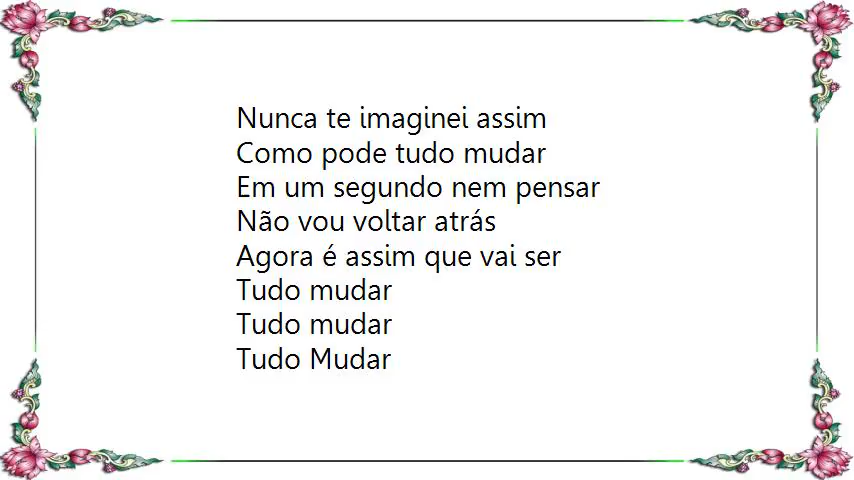 Nunca te imaginei assim
Como pode tudo mudar
Em um segundo nem pensar
Não vou voltar atrás
Agora é assim que vai ser
Tudo mudar
Tudo mudar
Tudo Mudar